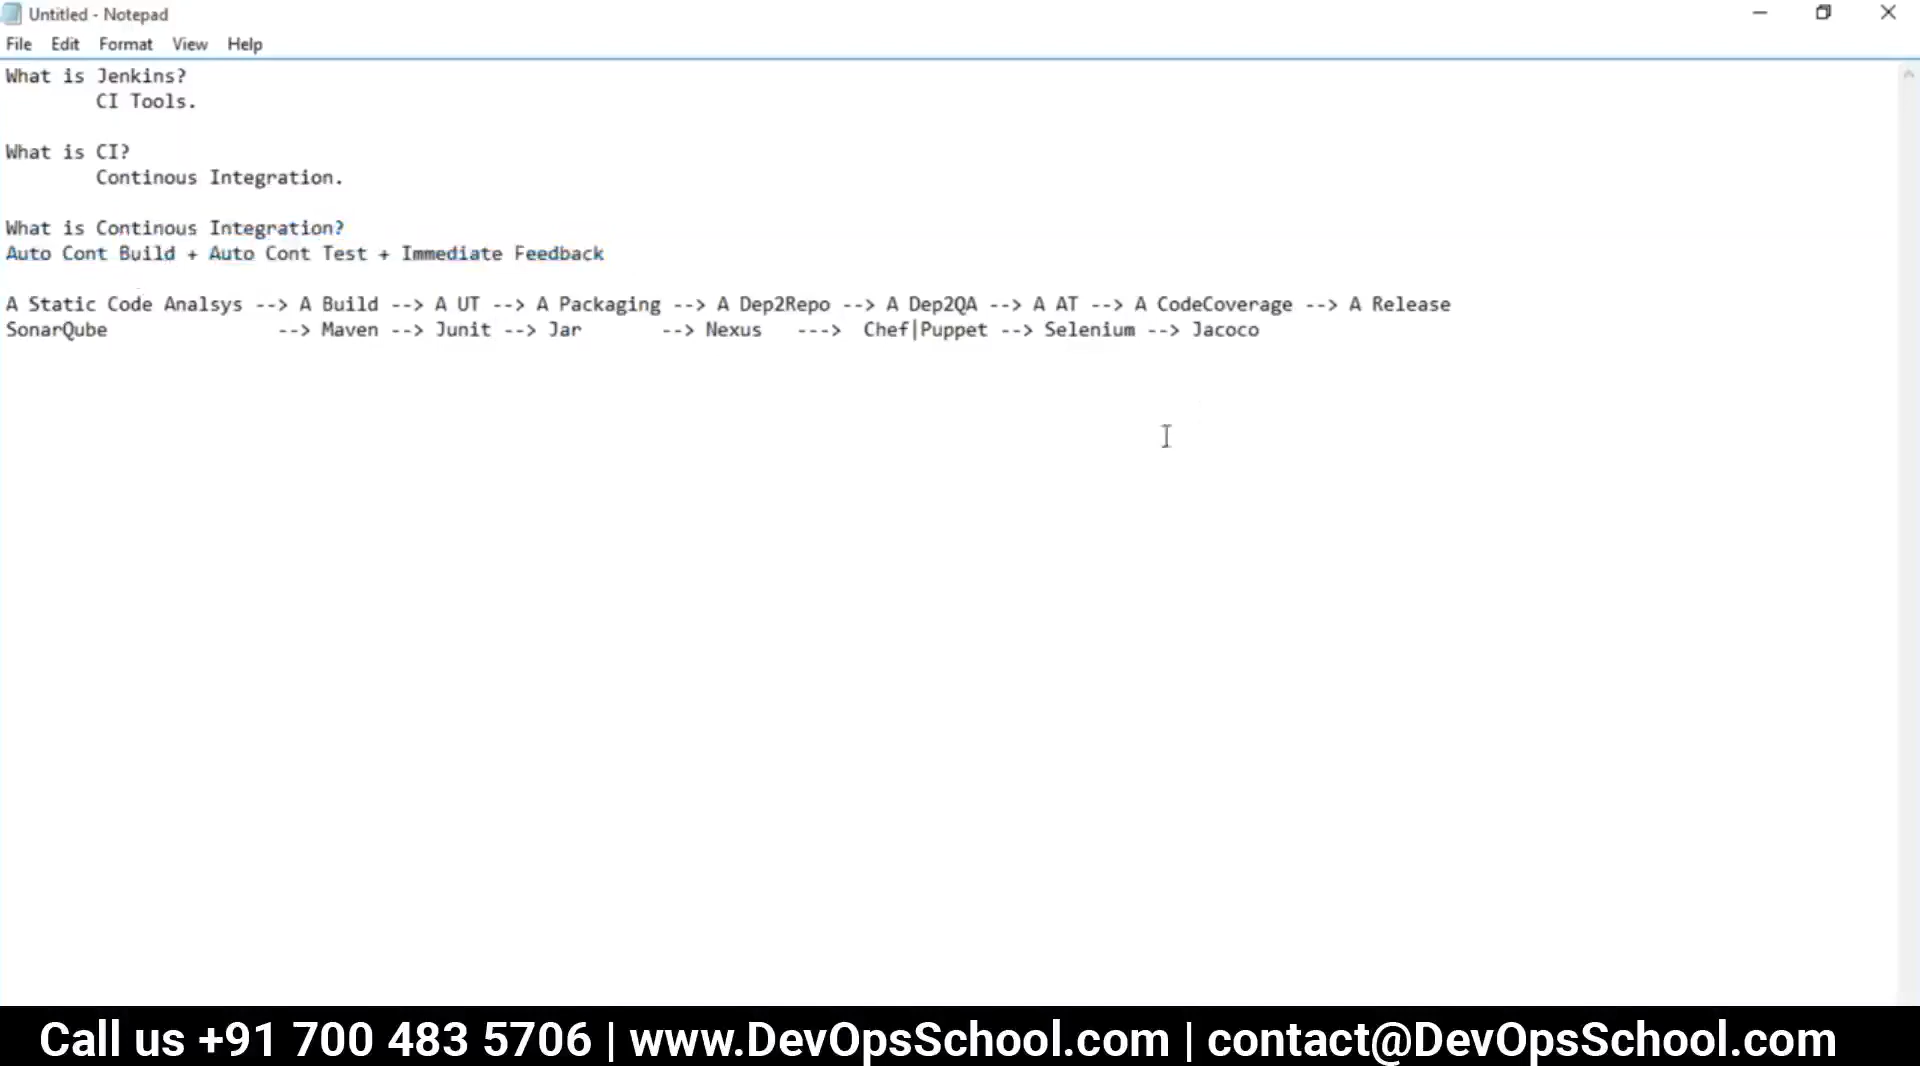 Untitled - Notepad
File Edit Format View Help
What is Jenkins?
CI Tools.
What is CI?
Continous Integration.
What is Continous Integration?
Auto Cont Build + Auto Cont Test + Immediate Feedback
A Static Code Analsys --> A Build --> A UT --> A Packaging --> A Dep2Repo --> A Dep2QA --> A AT --> A CodeCoverage --> A Release
SonarQube --> Maven --> Junit --> Jar --> Nexus ---> Chef|Puppet --> Selenium --> Jacoco
Call us +91 700 483 5706 | www.DevOpsSchool.com | contact@DevOpsSchool.com